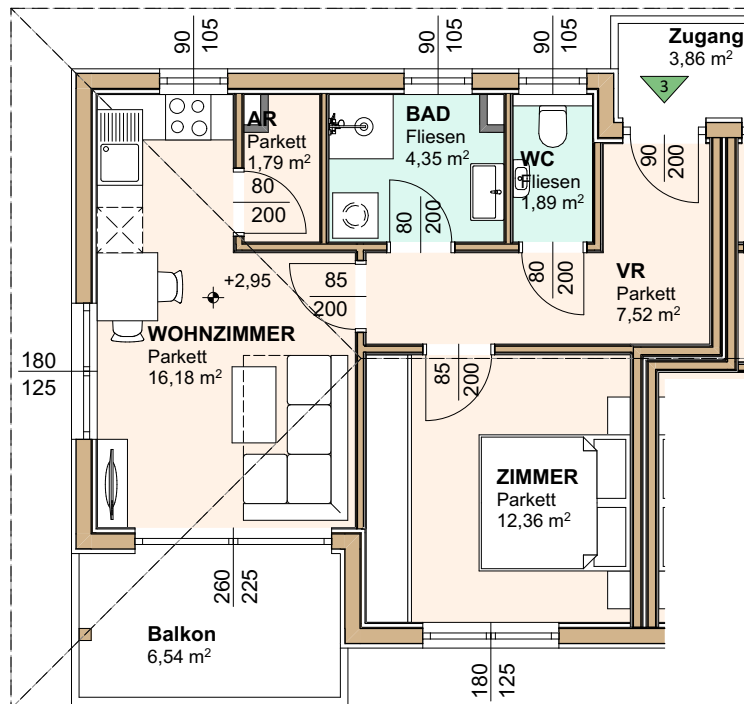 90
105
90
105
90
105
Zugang
3,86 m²
3
AR
Parkett
1,79 m²
80
200
BAD
Fliesen
4,35 m²
WC
Fliesen
1,89 m²
90
200
80
200
80
200
+2,95
85
200
VR
Parkett
7,52 m²
WOHNZIMMER
Parkett
16,18 m²
180
125
85
200
ZIMMER
Parkett
12,36 m²
260
225
Balkon
6,54 m²
180
125